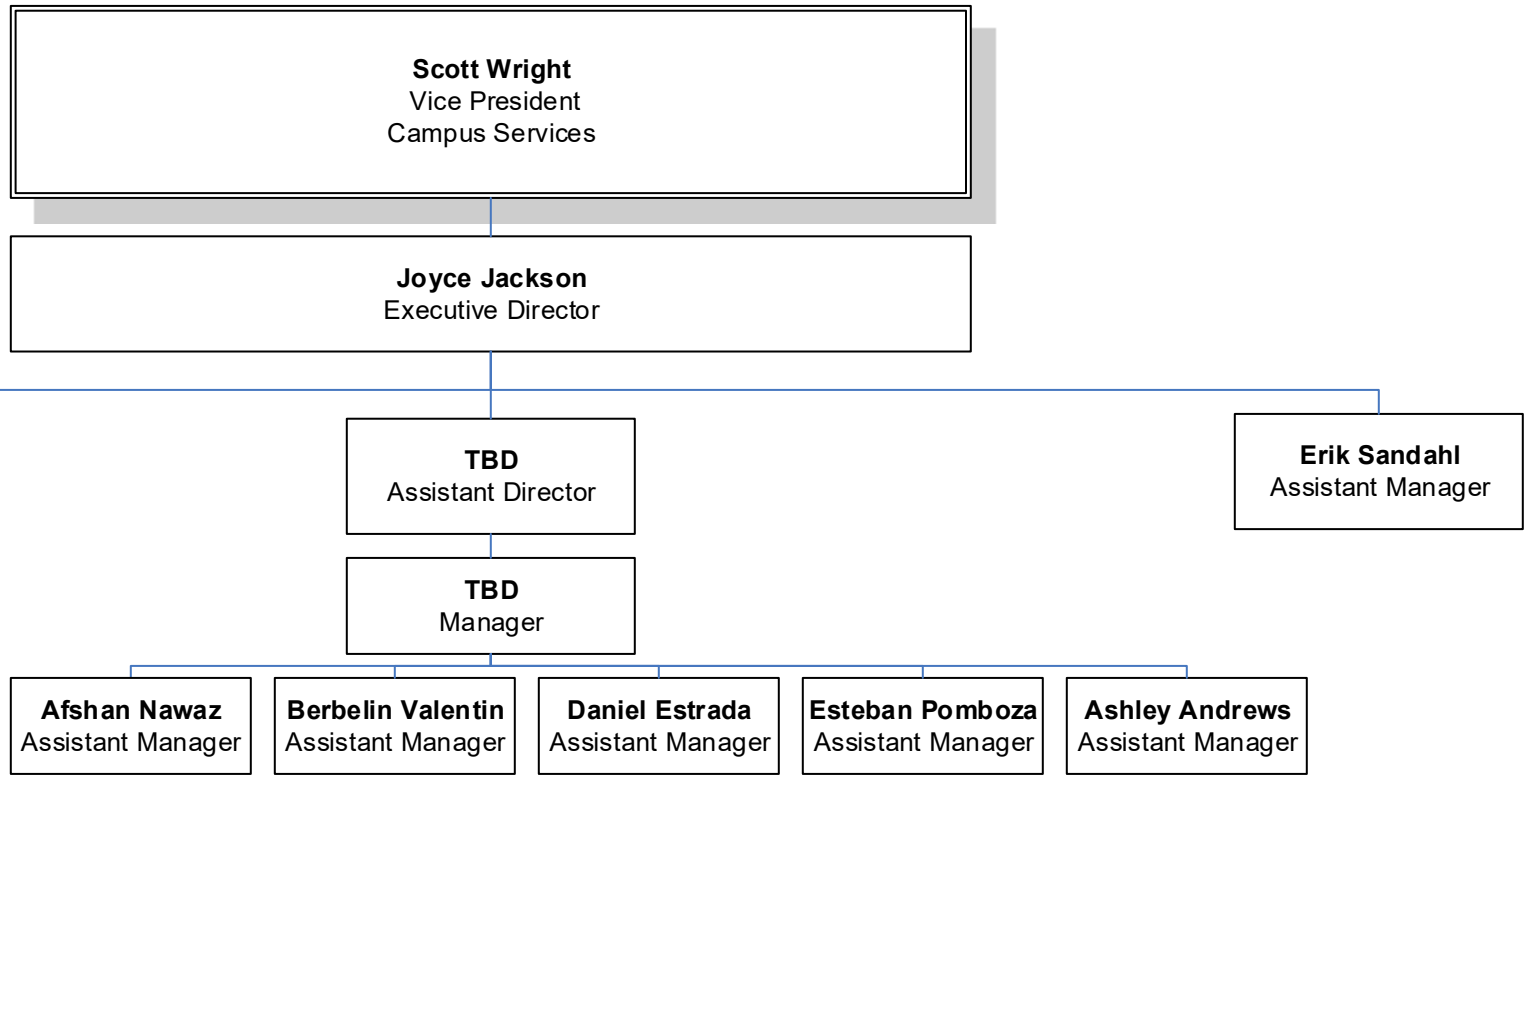 Scott Wright
Vice President
Campus Services
Joyce Jackson
Executive Director
TBD
Assistant Director
Erik Sandahl
Assistant Manager
TBD
Manager
Afshan Nawaz
Assistant Manager
Berbelin Valentin
Assistant Manager
Daniel Estrada
Assistant Manager
Esteban Pomboza
Assistant Manager
Ashley Andrews
Assistant Manager